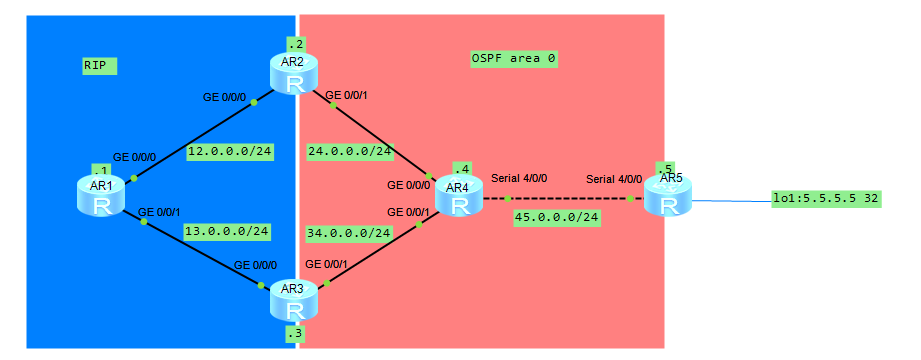 .2
AR2
R
RIP
OSPF area 0
GE 0/0/0
GE 0/0/1
12.0.0.0/24
24.0.0.0/24
GE 0/0/0
.1
AR1
R
.4
AR4
R
GE 0/0/0
Serial 4/0/0
Serial 4/0/0
.5
AR5
R
lo1:5.5.5.5 32
GE 0/0/1
GE 0/0/1
45.0.0.0/24
13.0.0.0/24
34.0.0.0/24
GE 0/0/0
GE 0/0/1
AR3
R
.3